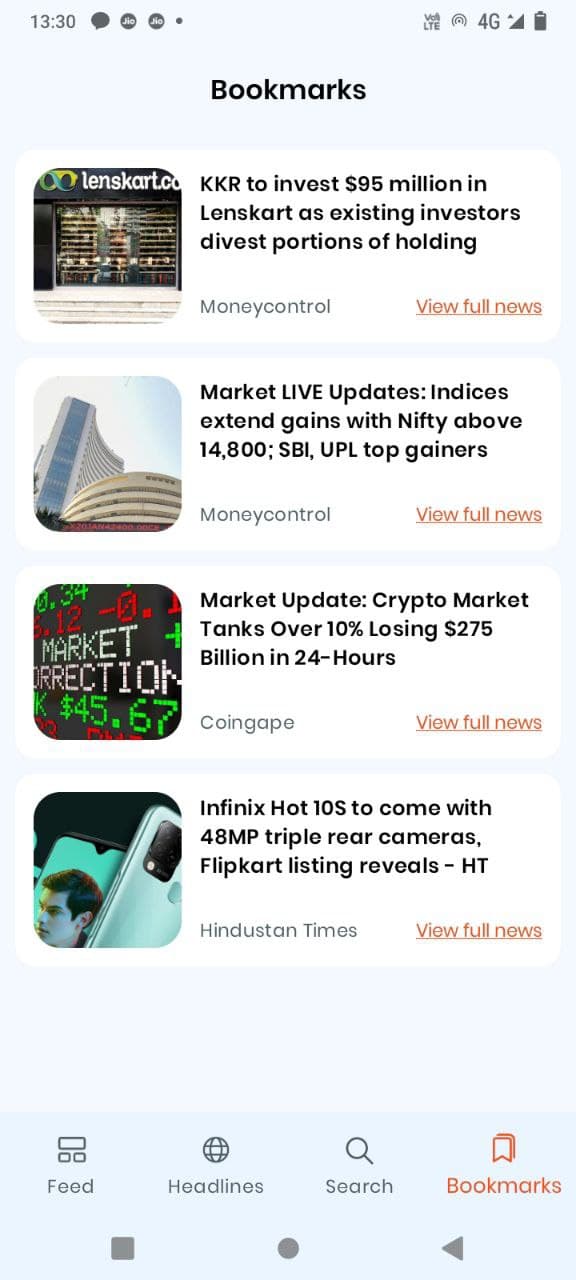 13:30
Jio
Jio
Vo))
LTE
4G
Bookmarks
lenskart.co
KKR to invest $95 million in
Lenskart as existing investors
divest portions of holding
Moneycontrol
View full news
Market LIVE Updates: Indices
extend gains with Nifty above
14,800; SBI, UPL top gainers
Moneycontrol
View full news
0.34
6.12 -0.1
MARKET
ORRECTION
K $45.67
Market Update: Crypto Market
Tanks Over 10% Losing $275
Billion in 24-Hours
Coingape
View full news
Infinix Hot 10S to come with
48MP triple rear cameras,
Flipkart listing reveals - HT
Hindustan Times
View full news
Feed
Headlines
Search
Bookmarks